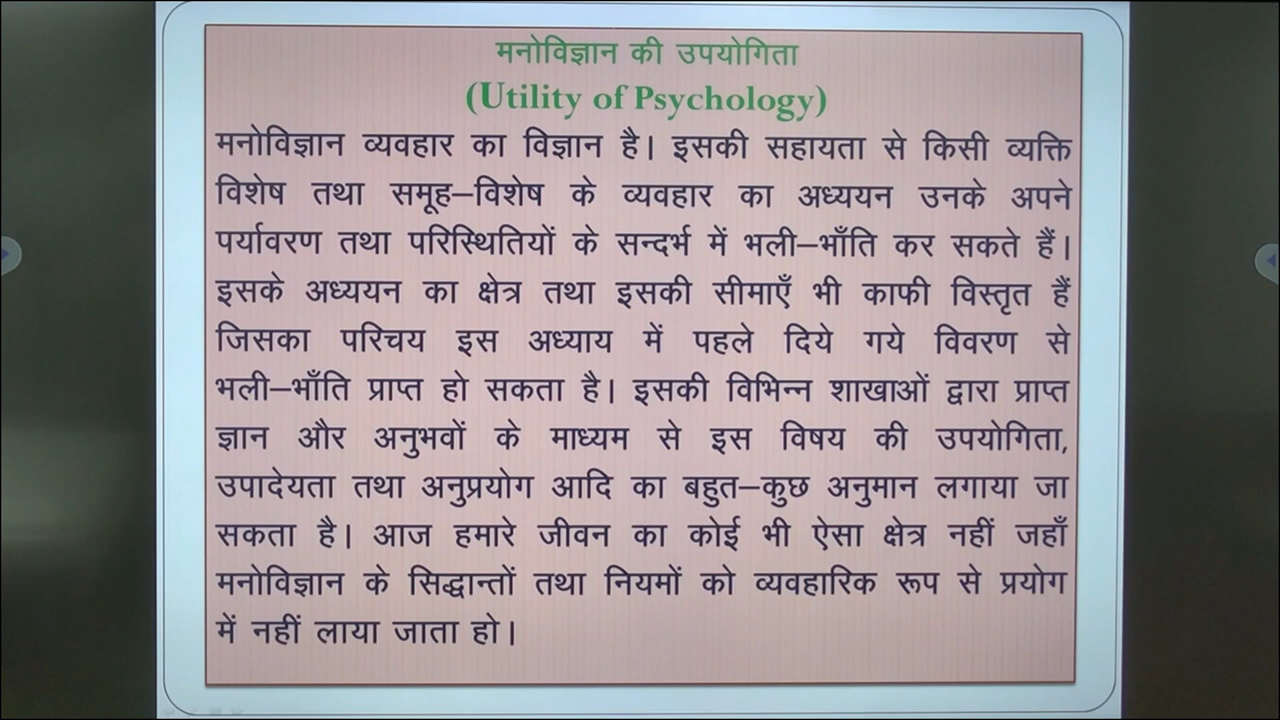 मनोविज्ञान की उपयोगिता
(Utility of Psychology)
मनोविज्ञान व्यवहार का विज्ञान है। इसकी सहायता से किसी व्यक्ति
विशेष तथा समूह–विशेष के व्यवहार का अध्ययन उनके अपने
पर्यावरण तथा परिस्थितियों के सन्दर्भ में भली–भाँति कर सकते हैं।
इसके अध्ययन का क्षेत्र तथा इसकी सीमाएँ भी काफी विस्तृत हैं
जिसका परिचय इस अध्याय में पहले दिये गये विवरण से
भली–भाँति प्राप्त हो सकता है। इसकी विभिन्न शाखाओं द्वारा प्राप्त
ज्ञान और अनुभवों के माध्यम से इस विषय की उपयोगिता,
उपादेयता तथा अनुप्रयोग आदि का बहुत–कुछ अनुमान लगाया जा
सकता है। आज हमारे जीवन का कोई भी ऐसा क्षेत्र नहीं जहाँ
मनोविज्ञान के सिद्धान्तों तथा नियमों को व्यवहारिक रूप से प्रयोग
में नहीं लाया जाता हो।